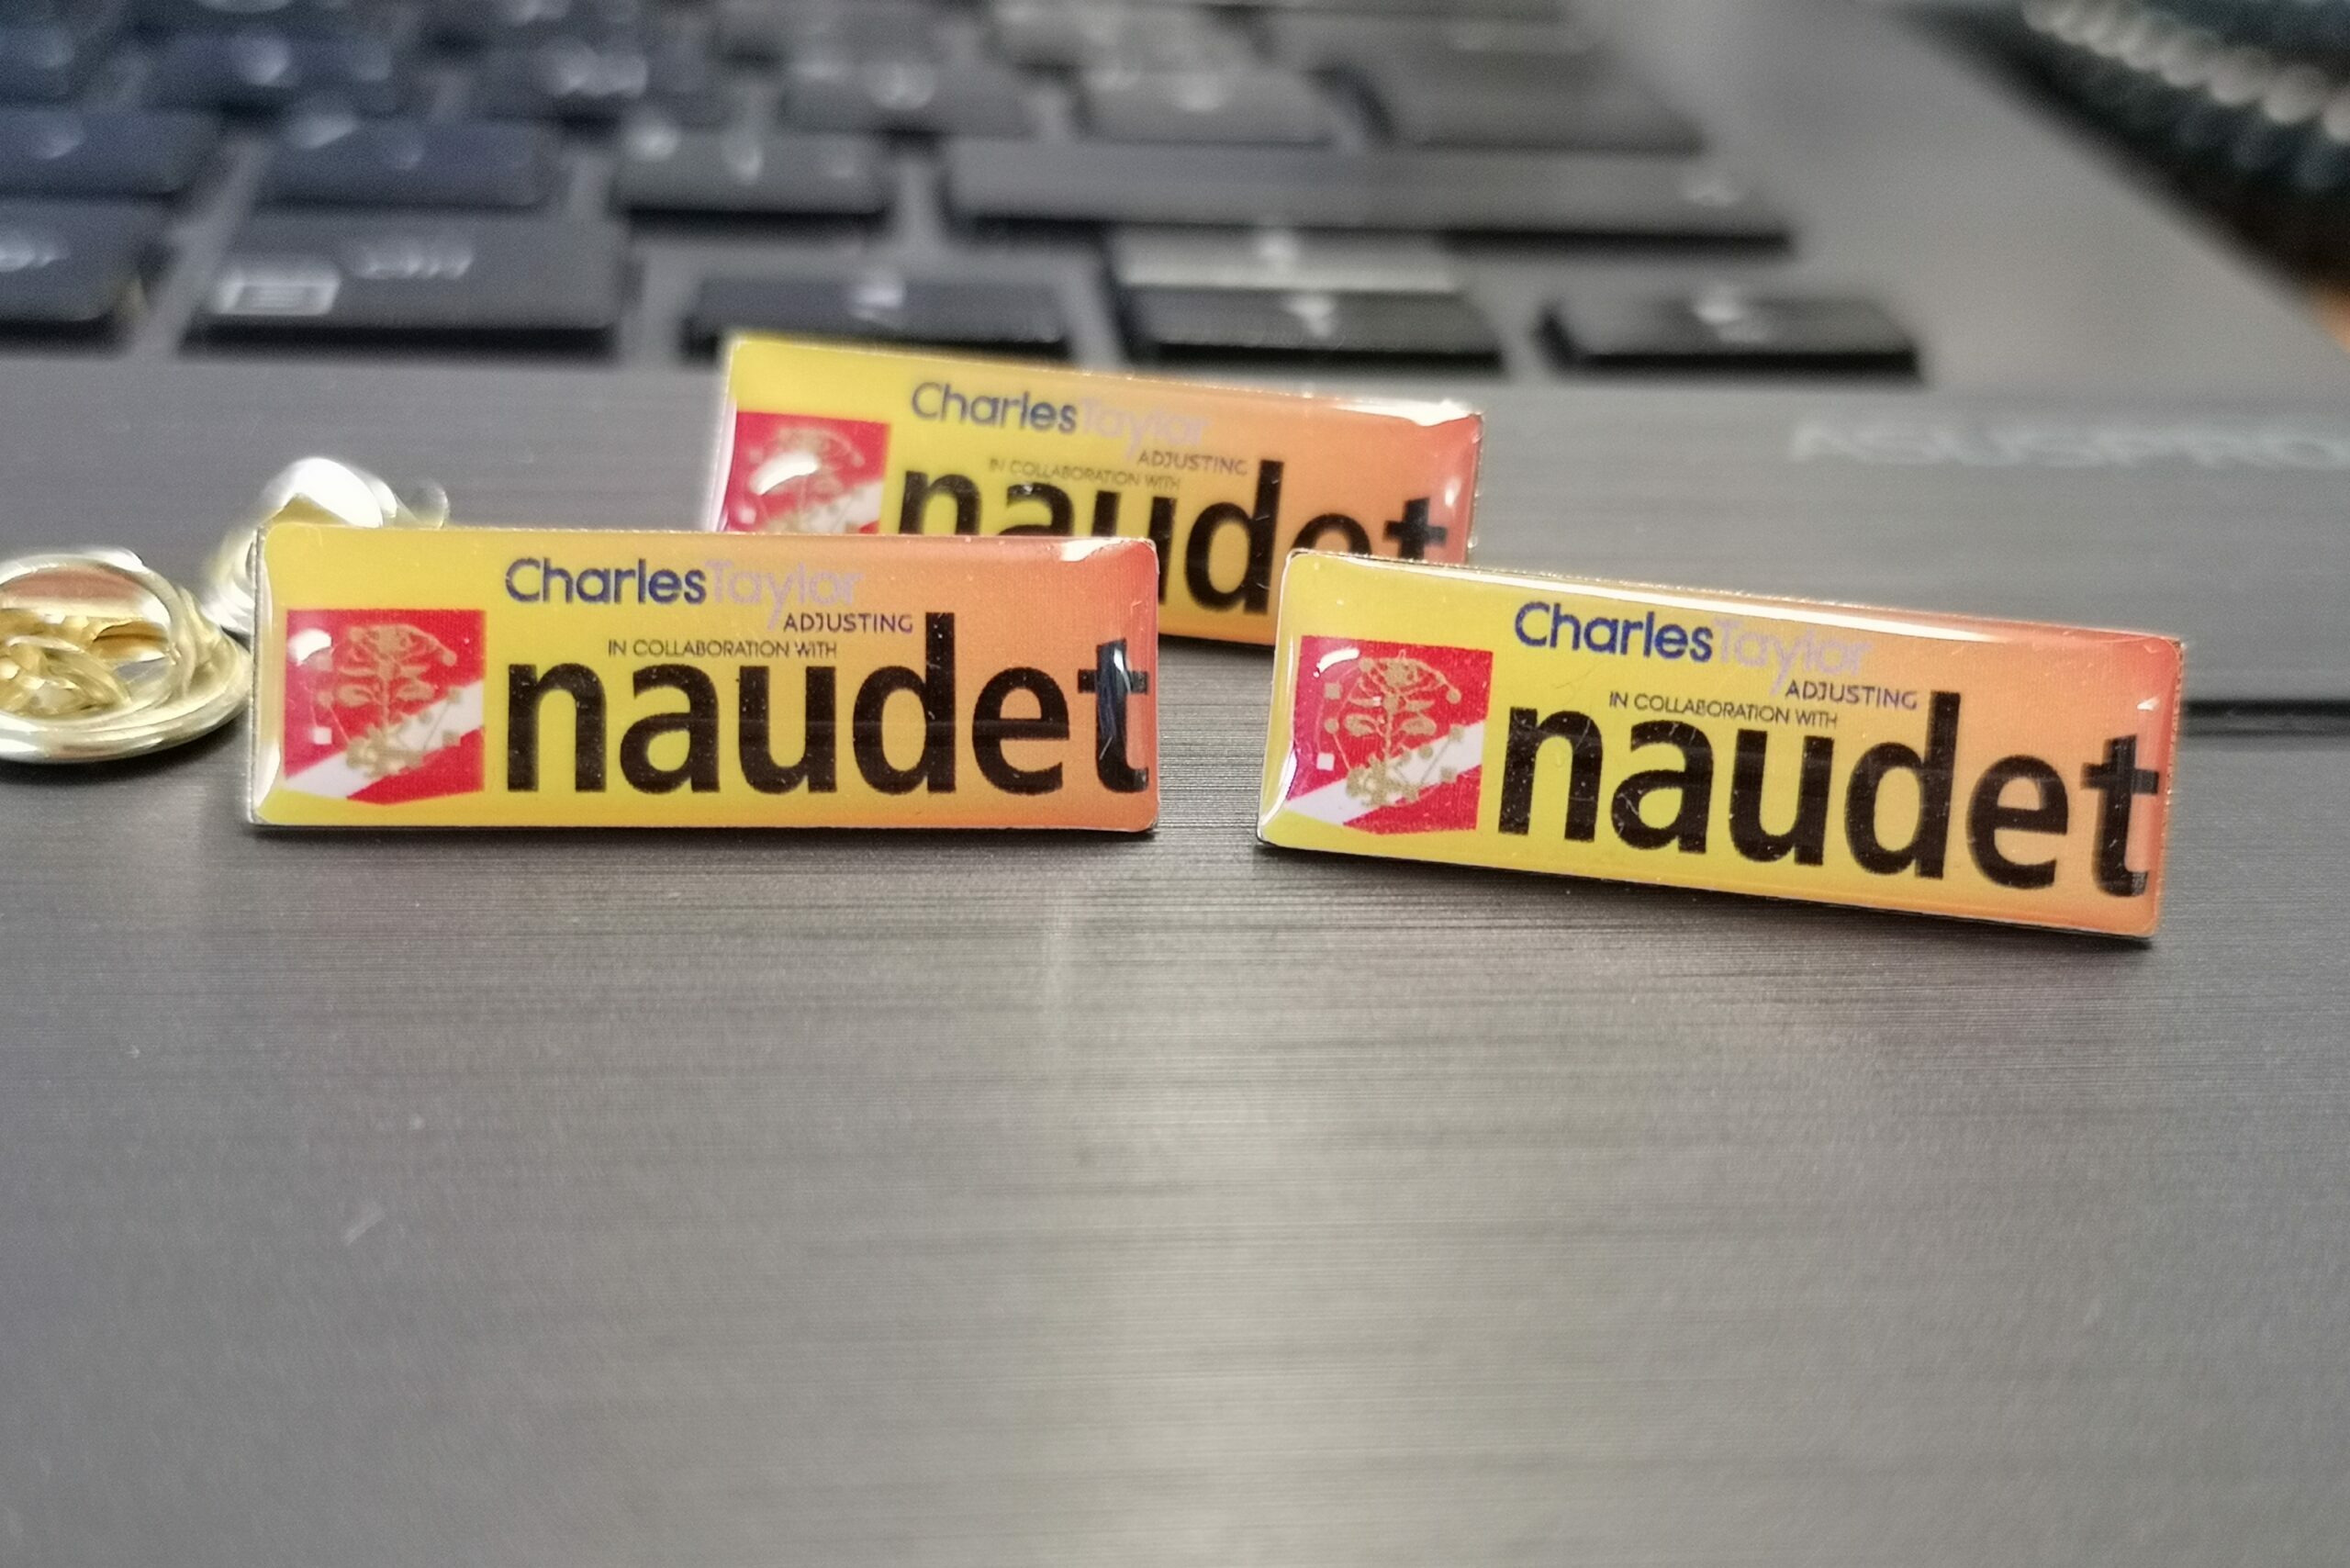 CharlesTaylor
ADJUSTING
IN COLLABORATION WITH
naudet
CharlesTaylor
ADJUSTING
IN COLLABORATION WITH
naudet
CharlesTaylor
ADJUSTING
IN COLLABORATION WITH
naudet